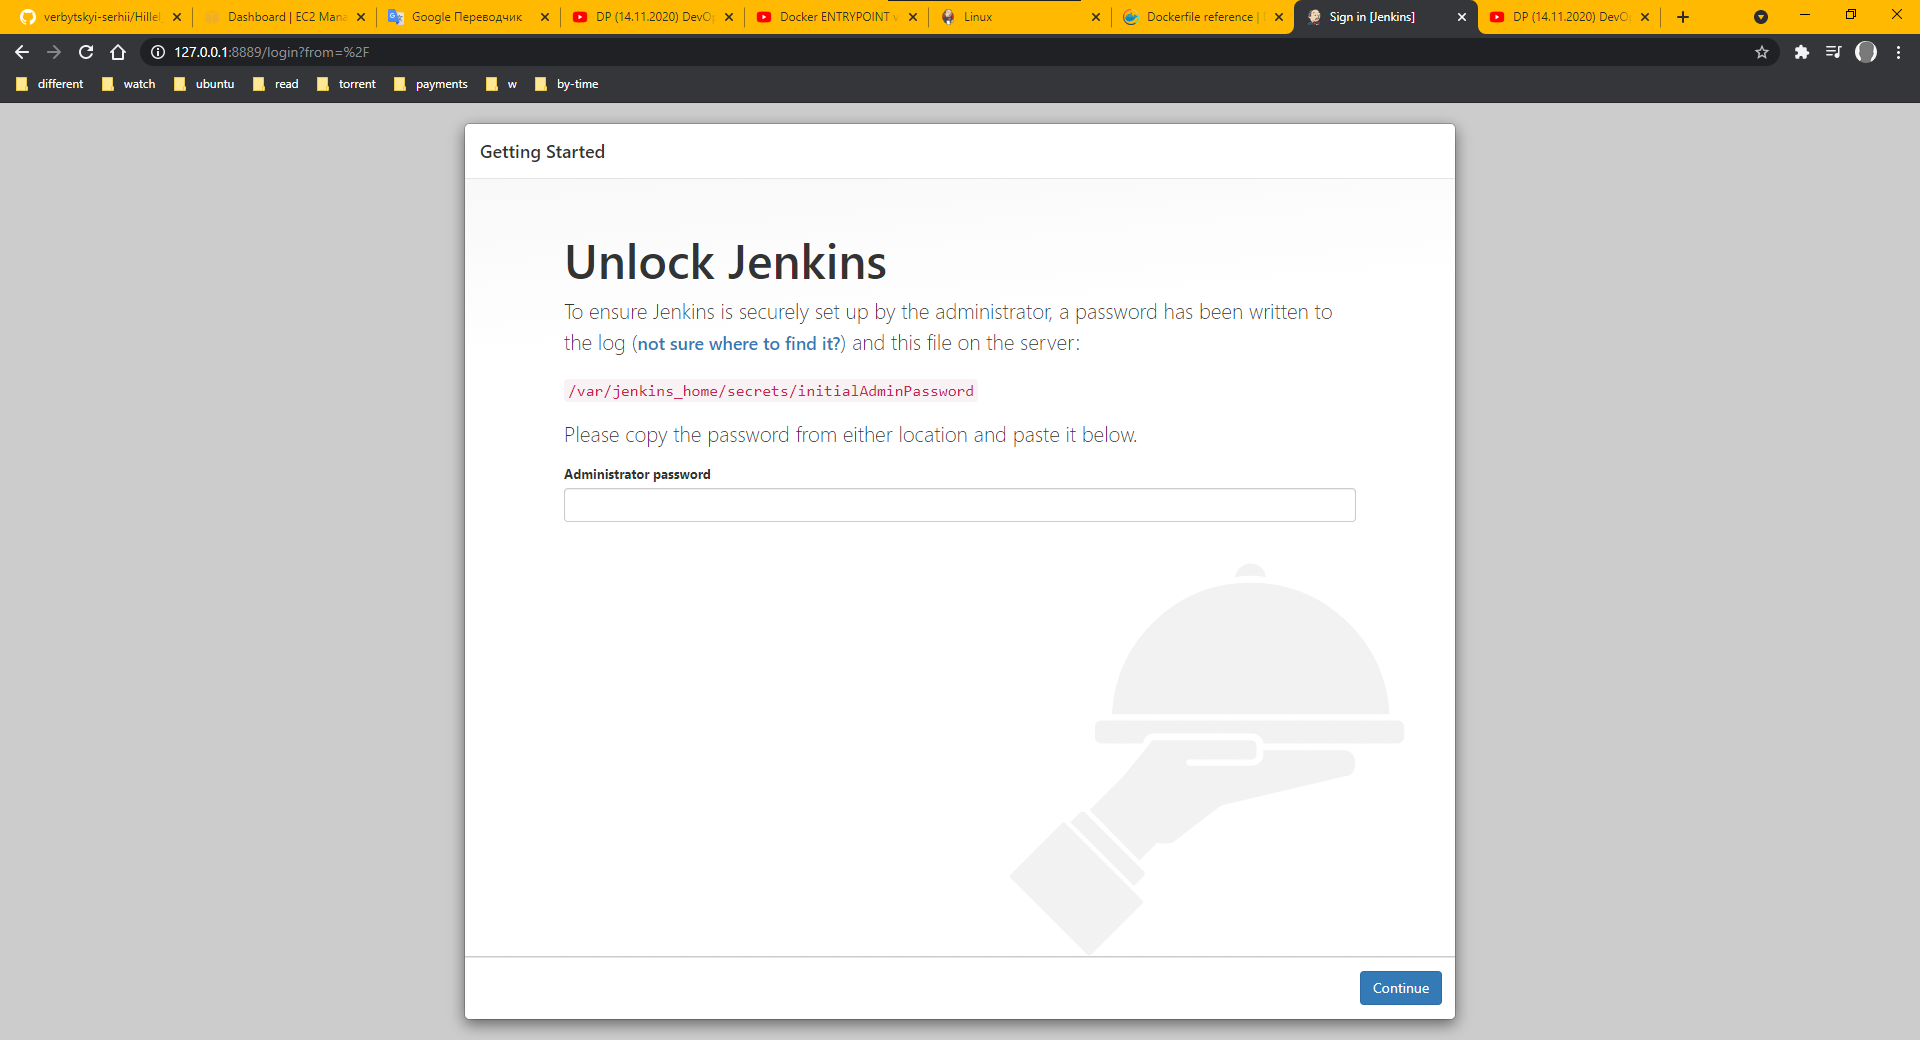 verbytskyi-serhii/Hillel
Dashboard | EC2 Mana
Google Переводчик
DP (14.11.2020) DevOp
Docker ENTRYPOINT v
Linux
Dockerfile reference |
Sign in [Jenkins]
DP (14.11.2020) DevO
127.0.0.1:8889/login?from=%2F
different
watch
ubuntu
read
torrent
payments
w
by-time
Getting Started
Unlock Jenkins
To ensure Jenkins is securely set up by the administrator, a password has been written to
the log (not sure where to find it?) and this file on the server:
/var/jenkins_home/secrets/initialAdminPassword
Please copy the password from either location and paste it below.
Administrator password
Continue